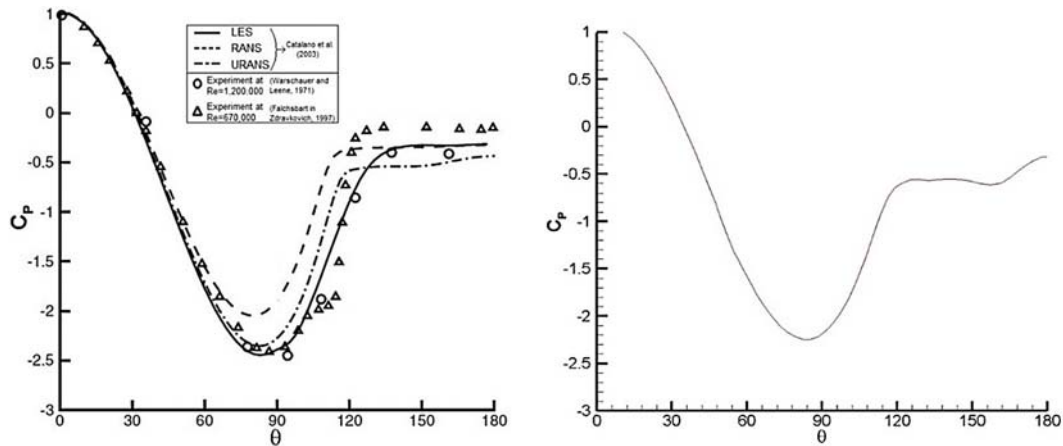 LES
RANS
URANS
Catalano et al
(2003)
Experiment at
Re=1,200.000
(Warschauer and
Leene, 1971)
Experiment at
Re=670,000
(Falchsbart in
Zdravkovich, 1997)
1
0.5
0
-0.5
-1
-1.5
-2
-2.5
-3
CP
0 30 60 90 120 150 180
θ
1
0.5
0
-0.5
-1
-1.5
-2
-2.5
-3
CP
0 30 60 90 120 150 180
θ